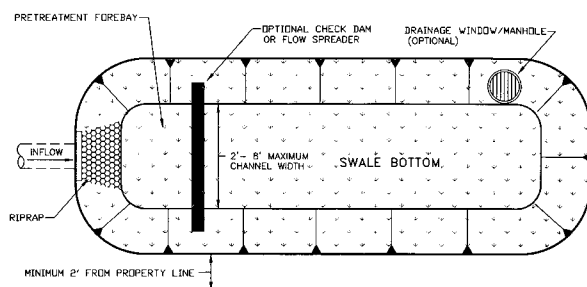 PRETREATMENT FOREBAY
OPTIONAL CHECK DAM
OR FLOW SPREADER
DRAINAGE WINDOW/MANHOLE
(OPTIONAL)
INFLOW
2'- 8' MAXIMUM
CHANNEL WIDTH
SWALE BOTTOM
RIPRAP
MINIMUM 2' FROM PROPERTY LINE